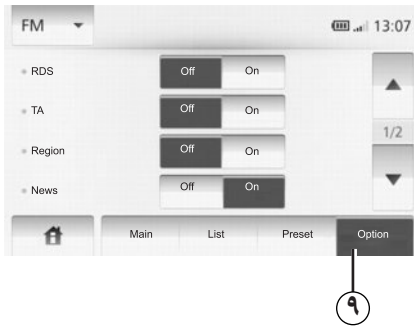 FM 13:07
RDS Off On
TA Off On
Region Off On
News Off On
1/2
Main List Preset Option
٩